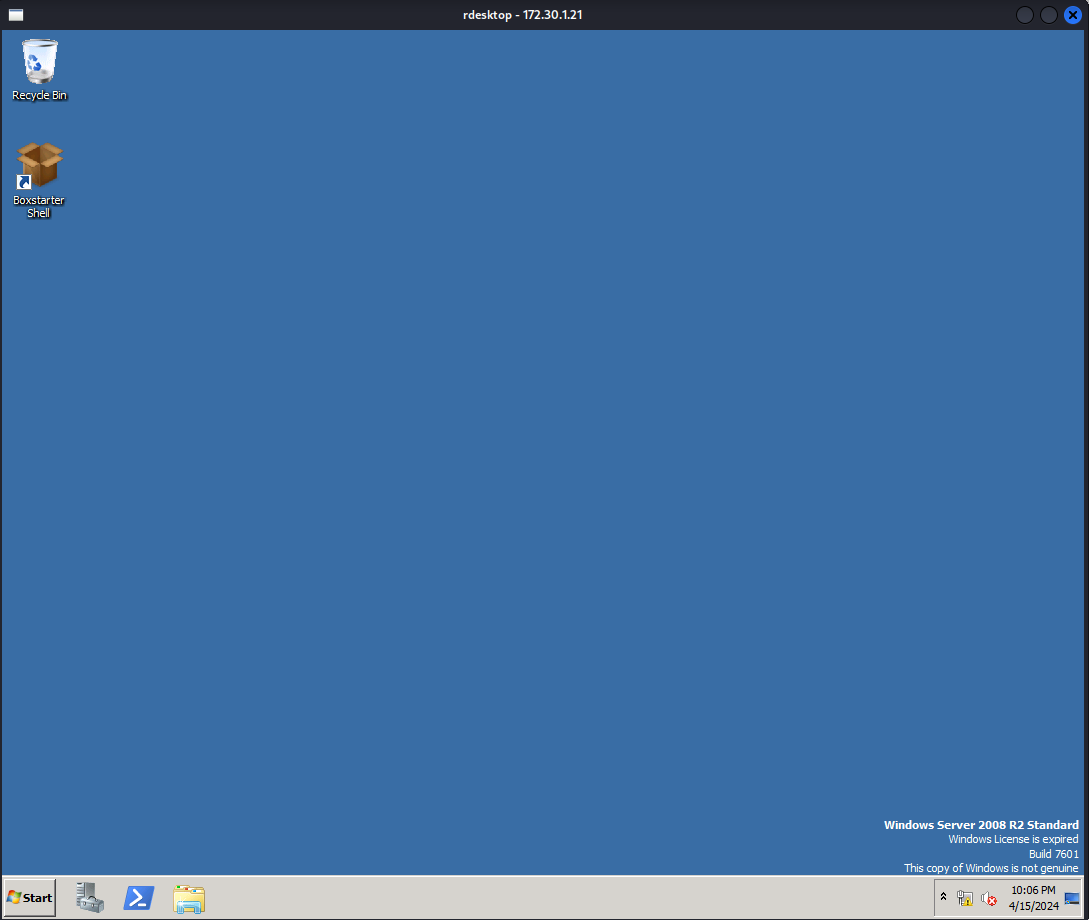 rdesktop - 172.30.1.21
Recycle Bin
Boxstarter
Shell
Windows Server 2008 R2 Standard
Windows License is expired
Build 7601
This copy of Windows is not genuine
Start
10:06 PM
4/15/2024